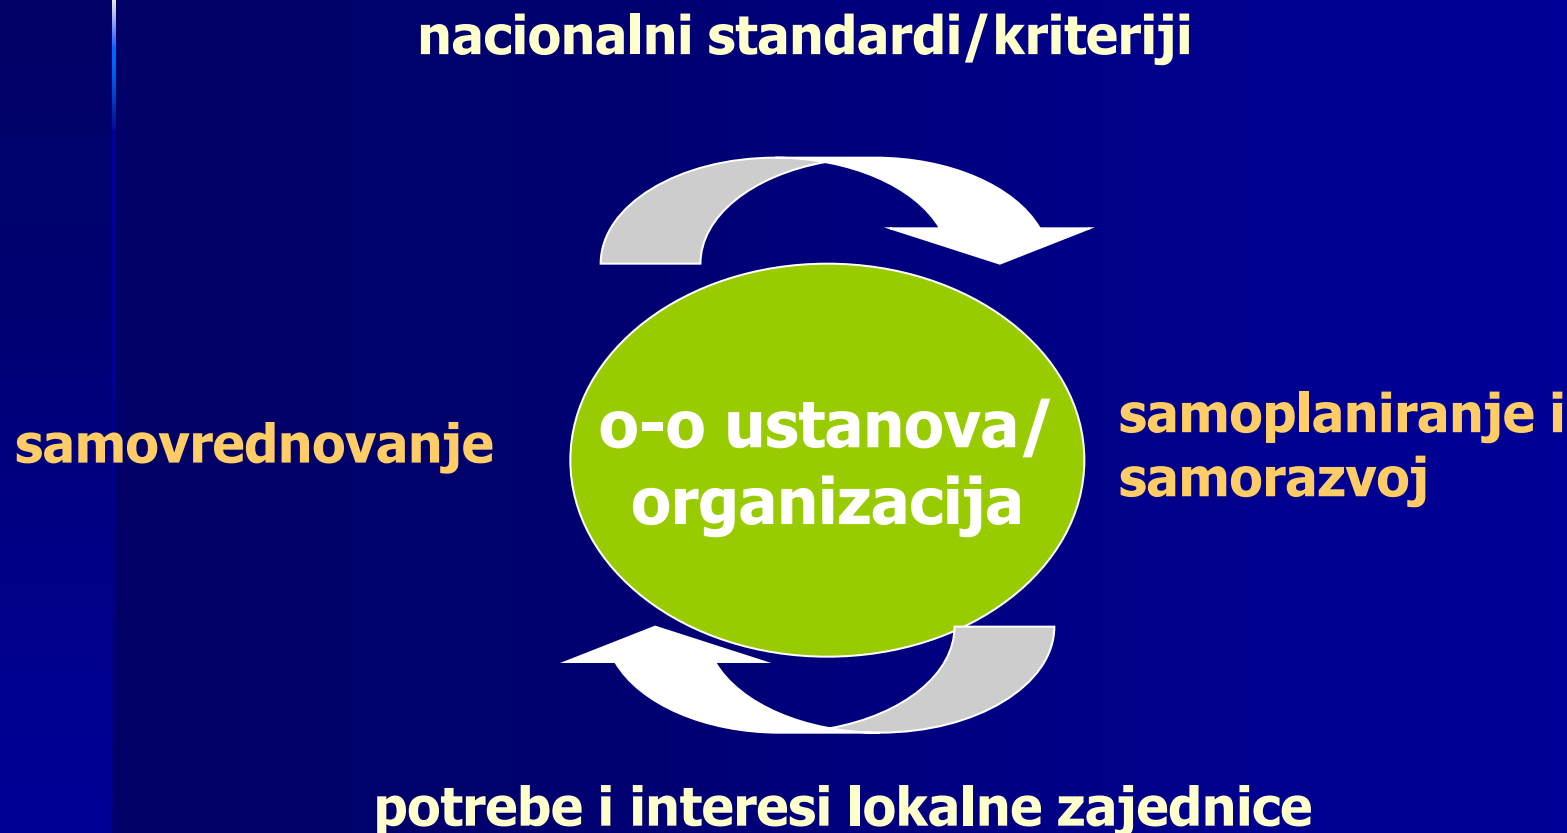 nacionalni standardi/kriteriji
samovrednovanje
o-o ustanova/
organizacija
samoplaniranje i
samorazvoj
potrebe i interesi lokalne zajednice